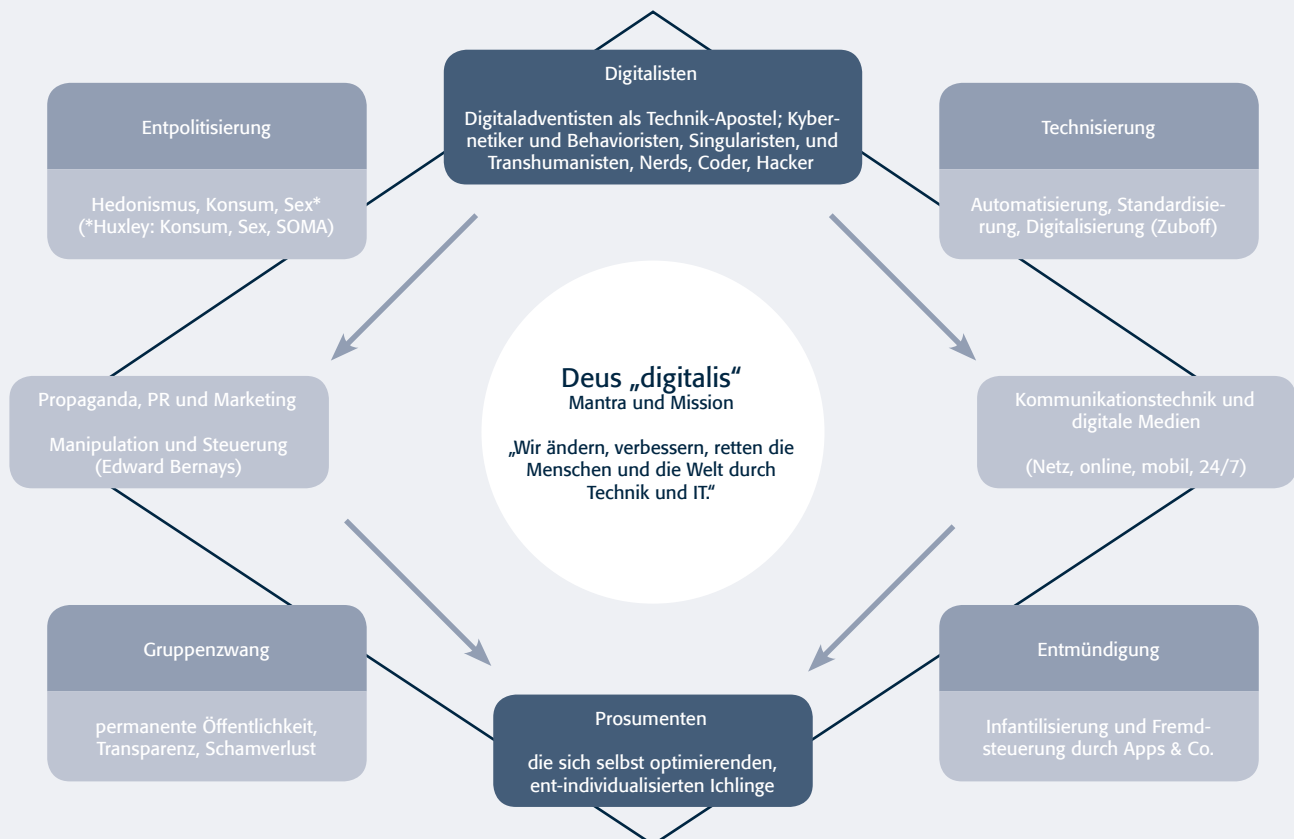 Digitalisten
Digitaladventisten als Technik-Apostel; Kyber-
netiker und Behavioristen, Singularisten, und
Transhumanisten, Nerds, Coder, Hacker
Entpolitisierung
Hedonismus, Konsum, Sex*
(*Huxley: Konsum, Sex, SOMA)
Technisierung
Automatisierung, Standardisie-
rung, Digitalisierung (Zuboff)
Propaganda, PR und Marketing
Manipulation und Steuerung
(Edward Bernays)
Deus „digitalis“
Mantra und Mission
„Wir ändern, verbessern, retten die
Menschen und die Welt durch
Technik und IT.“
Kommunikationstechnik und
digitale Medien
(Netz, online, mobil, 24/7)
Gruppenzwang
permanente Öffentlichkeit,
Transparenz, Schamverlust
Prosumenten
die sich selbst optimierenden,
ent-individualisierten Ichlinge
Entmündigung
Infantilisierung und Fremd-
steuerung durch Apps & Co.